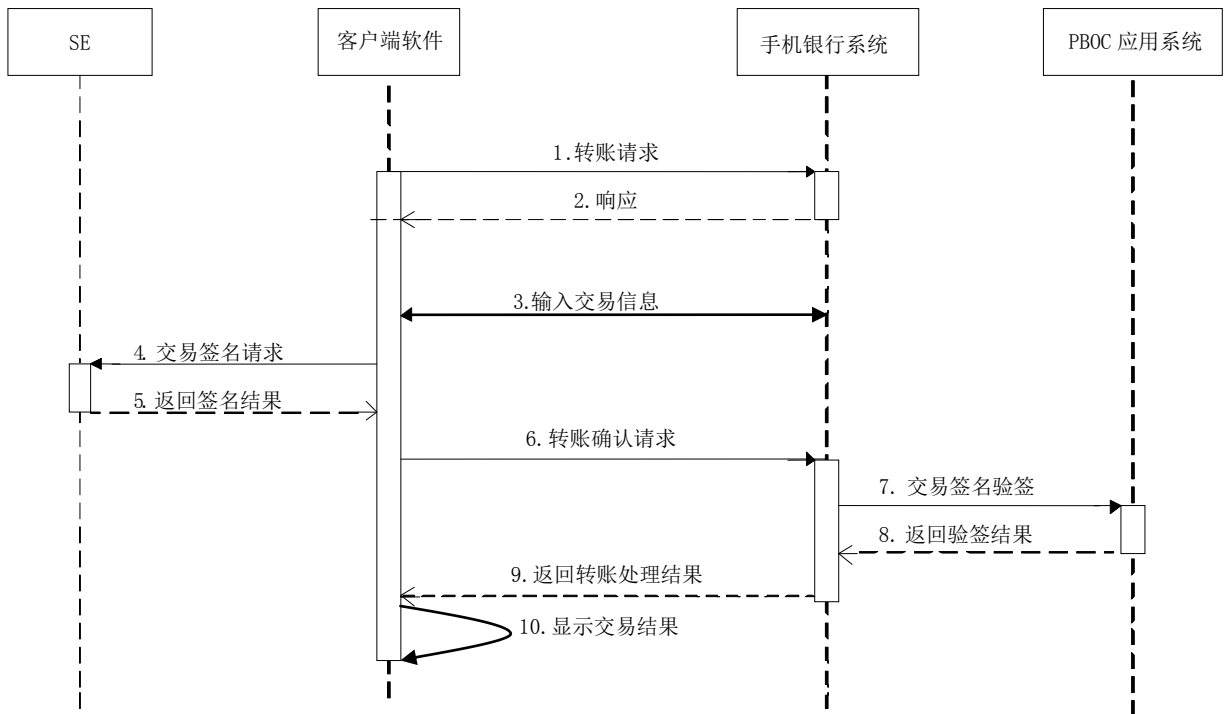 SE
客户端软件
手机银行系统
PBOC 应用系统
1.转账请求
2.响应
3.输入交易信息
4. 交易签名请求
5.返回签名结果
6.转账确认请求
7. 交易签名验签
8.返回验签结果
9.返回转账处理结果
10.显示交易结果